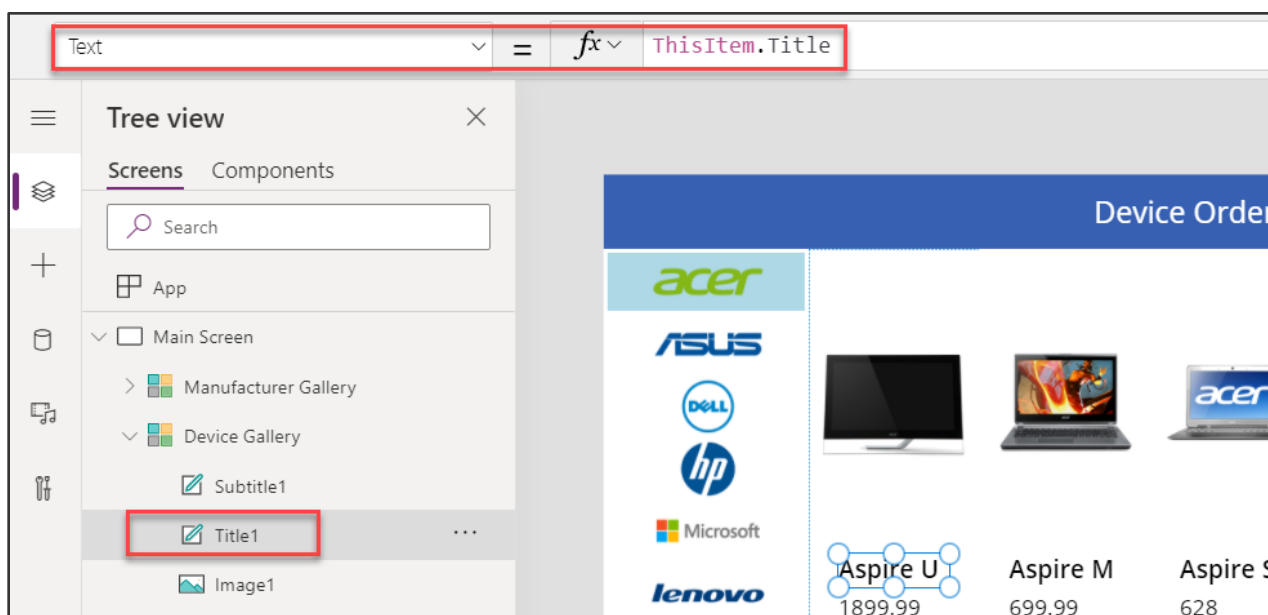 Text = fx ThisItem.Title
Tree view
Screens Components
Search
App
Main Screen
Manufacturer Gallery
Device Gallery
Subtitle1
Title1 ...
Image1
Device Order
acer
ASUS
DELL
hp
Microsoft
lenovo
acer
Aspire U Aspire M Aspire S
1899.99 699.99 628